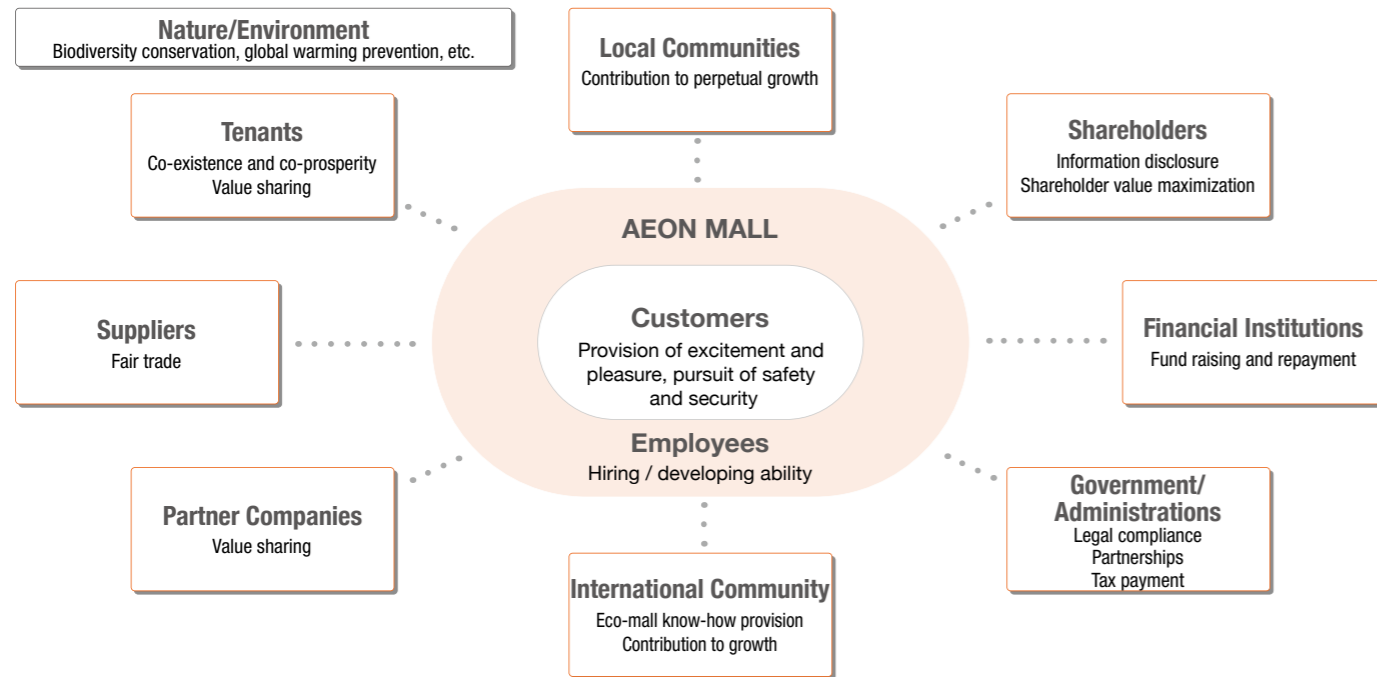 Nature/Environment
Biodiversity conservation, global warming prevention, etc.
Local Communities
Contribution to perpetual growth
Tenants
Co-existence and co-prosperity
Value sharing
Shareholders
Information disclosure
Shareholder value maximization
AEON MALL
Customers
Provision of excitement and
pleasure, pursuit of safety
and security
Employees
Hiring / developing ability
Suppliers
Fair trade
Financial Institutions
Fund raising and repayment
Partner Companies
Value sharing
International Community
Eco-mall know-how provision
Contribution to growth
Government/
Administrations
Legal compliance
Partnerships
Tax payment